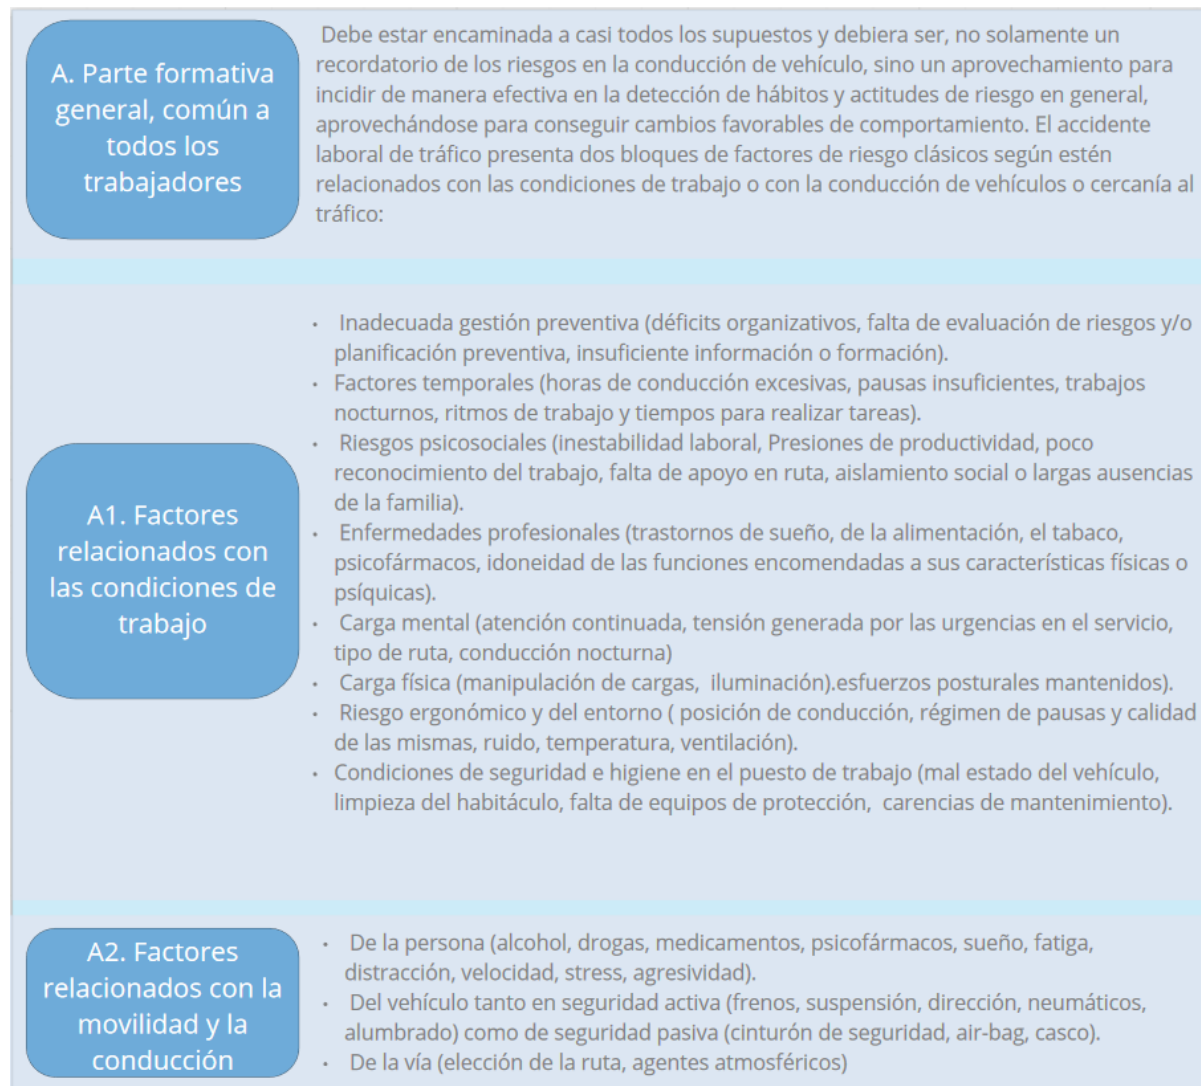 A. Parte formativa
general, común a
todos los
trabajadores
Debe estar encaminada a casi todos los supuestos y debiera ser, no solamente un
recordatorio de los riesgos en la conducción de vehículo, sino un aprovechamiento para
incidir de manera efectiva en la detección de hábitos y actitudes de riesgo en general,
aprovechándose para conseguir cambios favorables de comportamiento. El accidente
laboral de tráfico presenta dos bloques de factores de riesgo clásicos según estén
relacionados con las condiciones de trabajo o con la conducción de vehículos o cercanía al
tráfico:
A1. Factores
relacionados con
las condiciones de
trabajo
• Inadecuada gestión preventiva (déficits organizativos, falta de evaluación de riesgos y/o
planificación preventiva, insuficiente información o formación).
• Factores temporales (horas de conducción excesivas, pausas insuficientes, trabajos
nocturnos, ritmos de trabajo y tiempos para realizar tareas).
• Riesgos psicosociales (inestabilidad laboral, Presiones de productividad, poco
reconocimiento del trabajo, falta de apoyo en ruta, aislamiento social o largas ausencias
de la familia).
• Enfermedades profesionales (trastornos de sueño, de la alimentación, el tabaco,
psicofármacos, idoneidad de las funciones encomendadas a sus características físicas o
psíquicas).
• Carga mental (atención continuada, tensión generada por las urgencias en el servicio,
tipo de ruta, conducción nocturna)
• Carga física (manipulación de cargas, iluminación).esfuerzos posturales mantenidos).
• Riesgo ergonómico y del entorno ( posición de conducción, régimen de pausas y calidad
de las mismas, ruido, temperatura, ventilación).
• Condiciones de seguridad e higiene en el puesto de trabajo (mal estado del vehículo,
limpieza del habitáculo, falta de equipos de protección, carencias de mantenimiento).
A2. Factores
relacionados con la
movilidad y la
conducción
• De la persona (alcohol, drogas, medicamentos, psicofármacos, sueño, fatiga,
distracción, velocidad, stress, agresividad).
• Del vehículo tanto en seguridad activa (frenos, suspensión, dirección, neumáticos,
alumbrado) como de seguridad pasiva (cinturón de seguridad, air-bag, casco).
• De la vía (elección de la ruta, agentes atmosféricos)